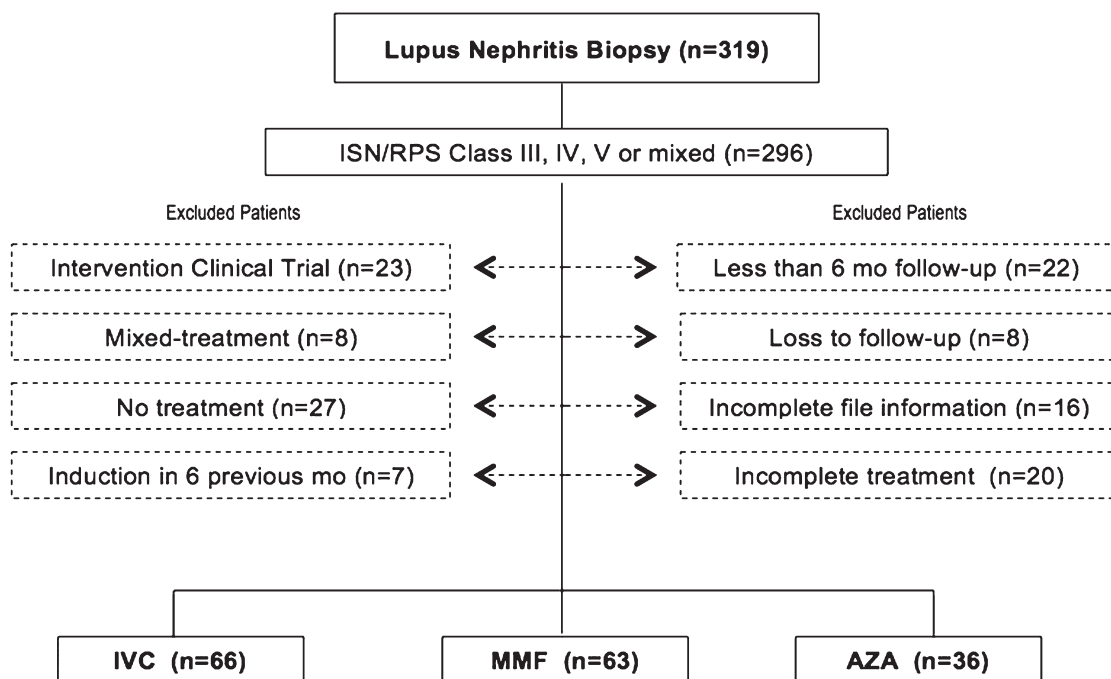 Lupus Nephritis Biopsy (n=319)
ISN/RPS Class III, IV, V or mixed (n=296)
Excluded Patients
Excluded Patients
Intervention Clinical Trial (n=23)
Less than 6 mo follow-up (n=22)
Mixed-treatment (n=8)
Loss to follow-up (n=8)
No treatment (n=27)
Incomplete file information (n=16)
Induction in 6 previous mo (n=7)
Incomplete treatment (n=20)
IVC (n=66)
MMF (n=63)
AZA (n=36)